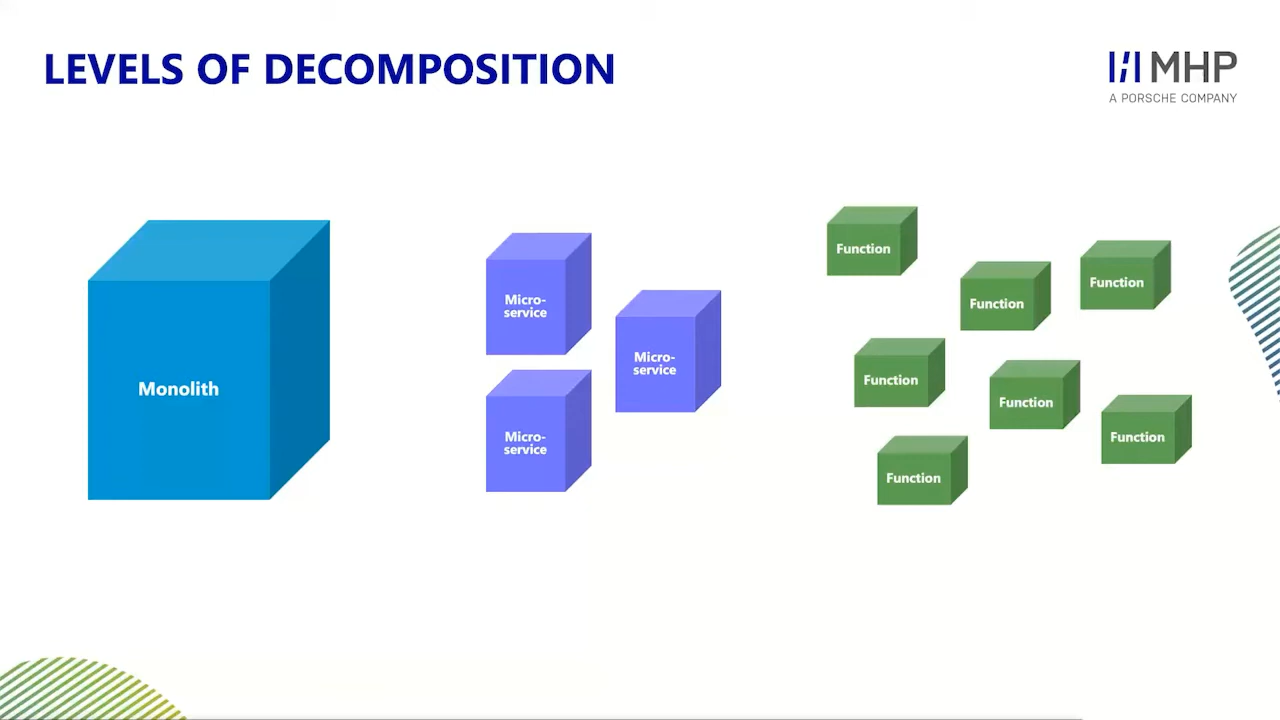 LEVELS OF DECOMPOSITION
MHP
A PORSCHE COMPANY
Monolith
Micro-
service
Micro-
service
Micro-
service
Function
Function
Function
Function
Function
Function
Function